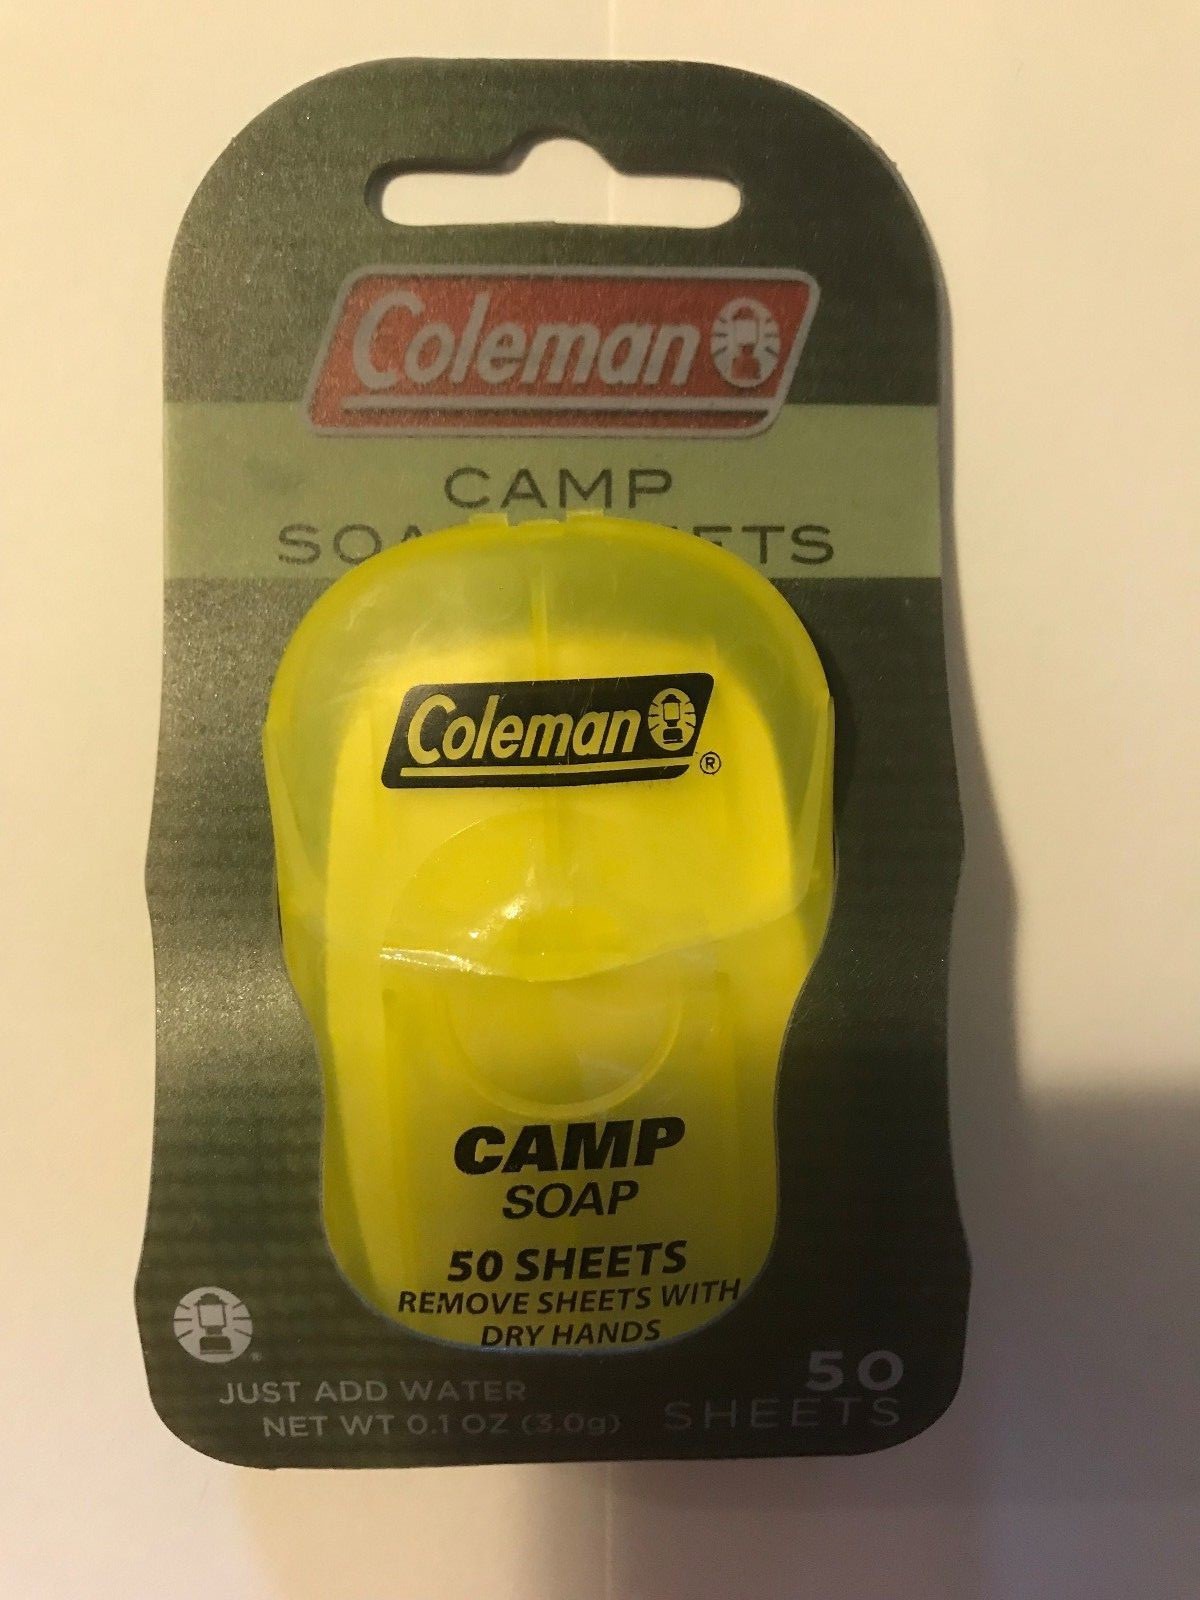 Coleman
CAMP
Coleman ®
CAMP
SOAP
50 SHEETS
REMOVE SHEETS WITH
DRY HANDS
JUST ADD WATER
NET WT 0.1 OZ (3.0g)
50
SHEETS